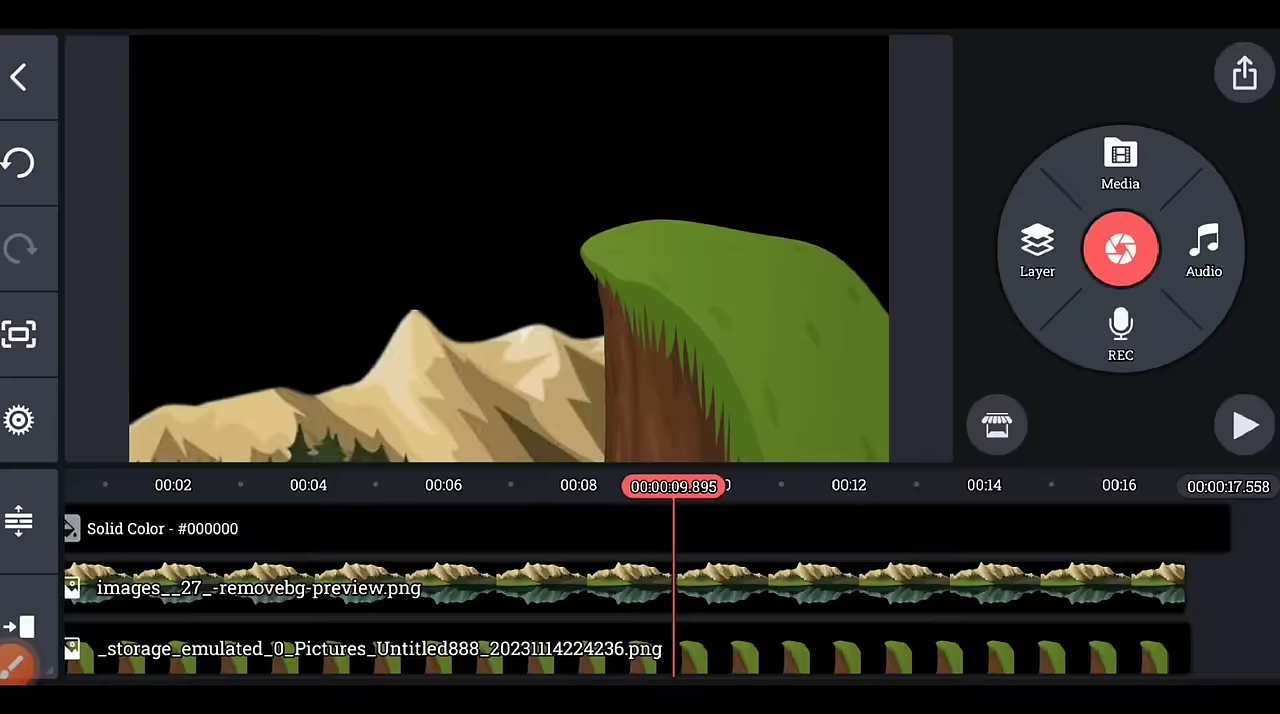 Media
Layer
Audio
REC
00:02
00:04
00:06
00:08
00:00:09.895
00:12
00:14
00:16
00:00:17.558
Solid Color - #000000
images__27_-removebg-preview.png
_storage_emulated_0_Pictures_Untitled888_20231114224236.png